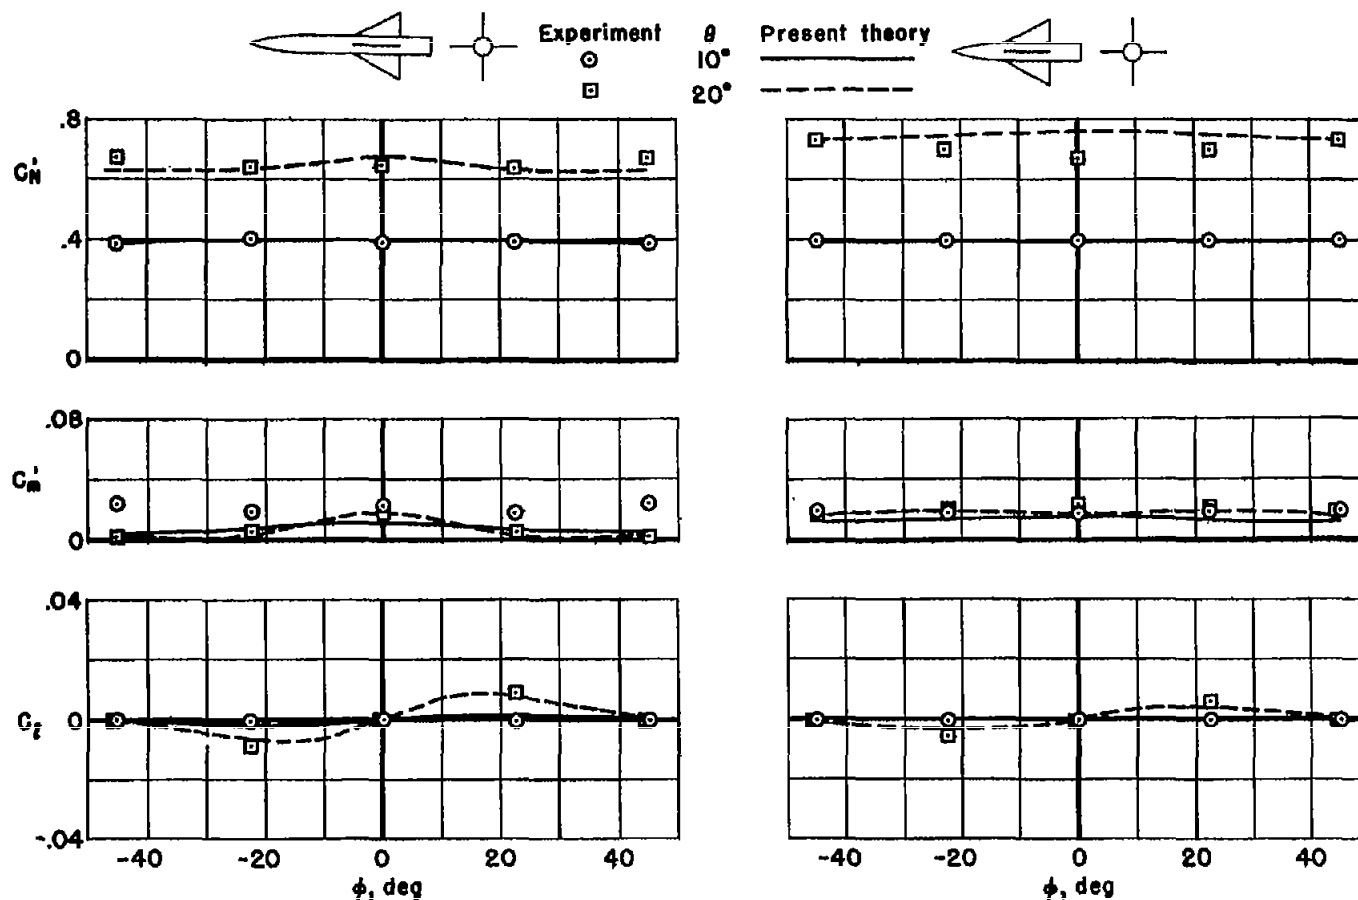 Experiment θ Present theory
10°
20°
.8
C'N
.4
0
.08
C'm
0
.04
Cl
0
-.04
-40 -20 0 20 40
φ, deg
-40 -20 0 20 40
φ, deg